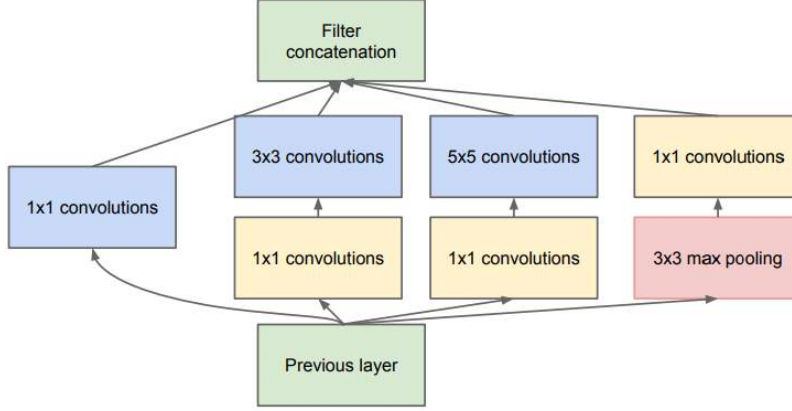 Filter
concatenation
3x3 convolutions
5x5 convolutions
1x1 convolutions
1x1 convolutions
1x1 convolutions
1x1 convolutions
3x3 max pooling
Previous layer